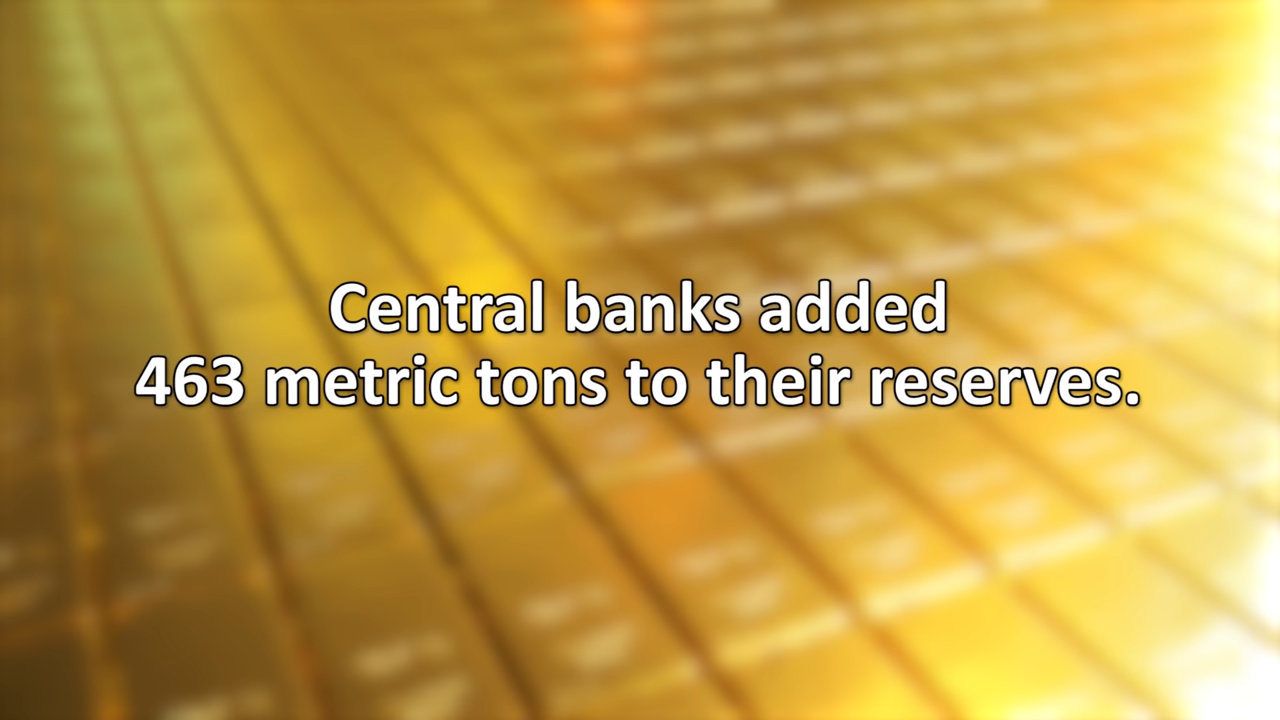 Central banks added
463 metric tons to their reserves.